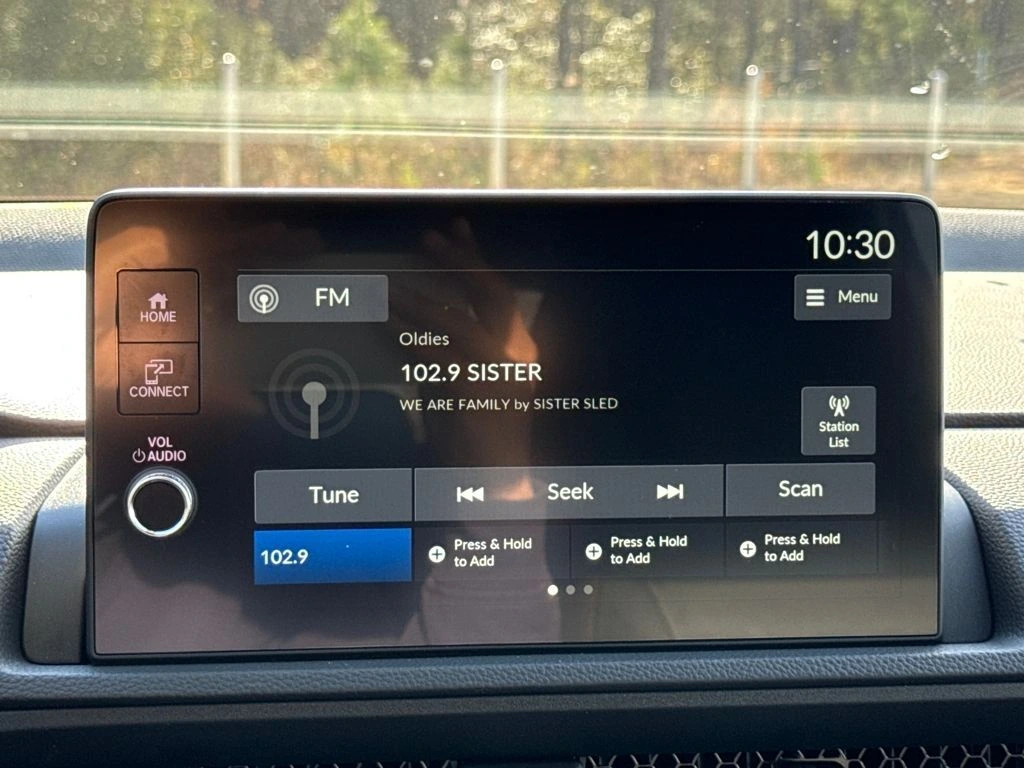 10:30
HOME
FM
Menu
Oldies
102.9 SISTER
CONNECT
WE ARE FAMILY by SISTER SLED
Station
List
VOL
AUDIO
Tune
Seek
Scan
102.9
Press & Hold
to Add
Press & Hold
to Add
Press & Hold
to Add